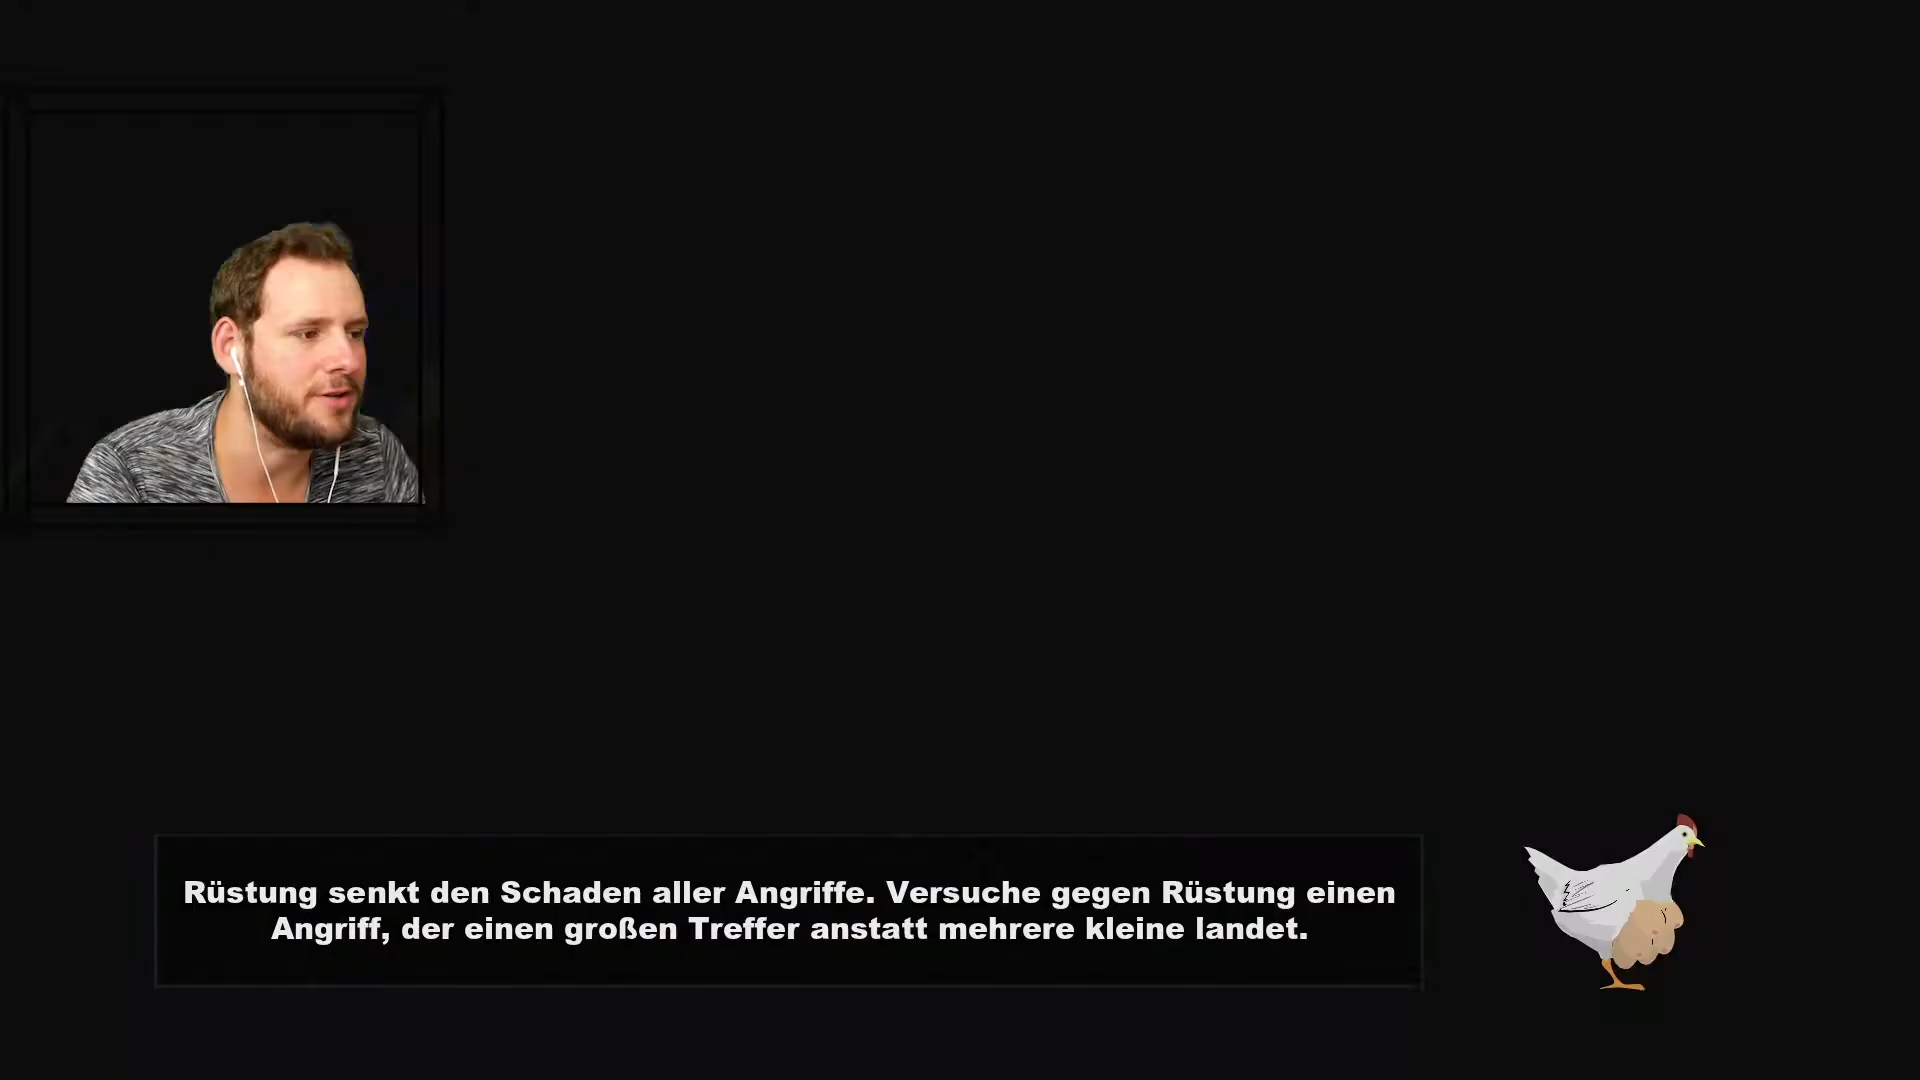 Rüstung senkt den Schaden aller Angriffe. Versuche gegen Rüstung einen
Angriff, der einen großen Treffer anstatt mehrere kleine landet.